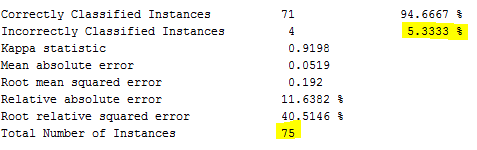 Correctly Classified Instances 71 94.6667 %
Incorrectly Classified Instances 4 5.3333 %
Kappa statistic 0.9198
Mean absolute error 0.0519
Root mean squared error 0.192
Relative absolute error 11.6382 %
Root relative squared error 40.5146 %
Total Number of Instances 75